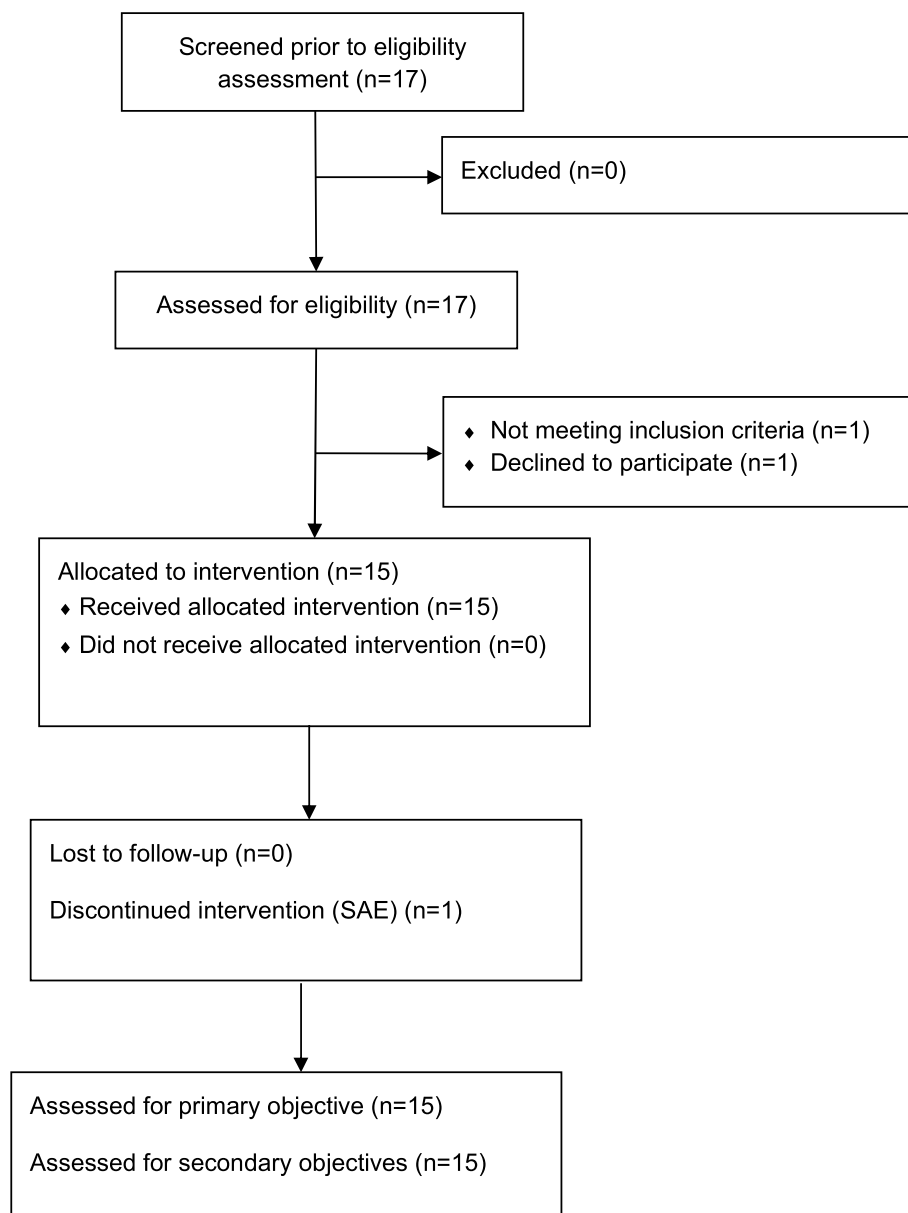 Screened prior to eligibility
assessment (n=17)
Excluded (n=0)
Assessed for eligibility (n=17)
♦ Not meeting inclusion criteria (n=1)
♦ Declined to participate (n=1)
Allocated to intervention (n=15)
♦ Received allocated intervention (n=15)
♦ Did not receive allocated intervention (n=0)
Lost to follow-up (n=0)
Discontinued intervention (SAE) (n=1)
Assessed for primary objective (n=15)
Assessed for secondary objectives (n=15)